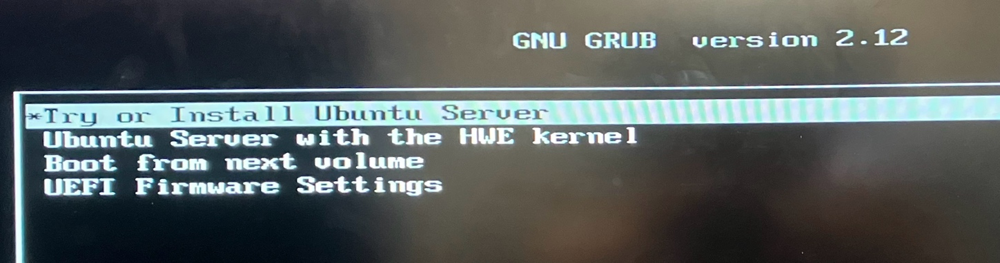 GNU GRUB version 2.12
*Try or Install Ubuntu Server
Ubuntu Server with the HWE kernel
Boot from next volume
UEFI Firmware Settings